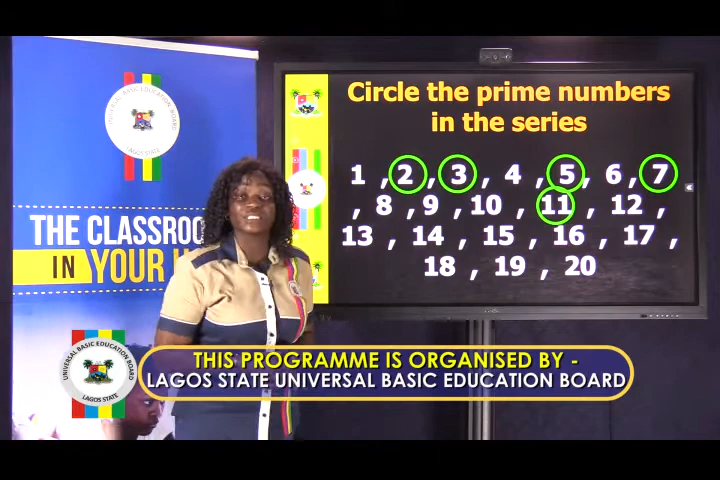 Circle the prime numbers
in the series
1 , 2 , 3 , 4 , 5 , 6 , 7
, 8 , 9 , 10 , 11 , 12 ,
13 , 14 , 15 , 16 , 17 ,
18 , 19 , 20
LAGOS STATE
THE CLASSROO
IN YOUR
UNIVERSAL BASIC EDUCATION BOARD
LAGOS STATE
THIS PROGRAMME IS ORGANISED BY -
LAGOS STATE UNIVERSAL BASIC EDUCATION BOARD